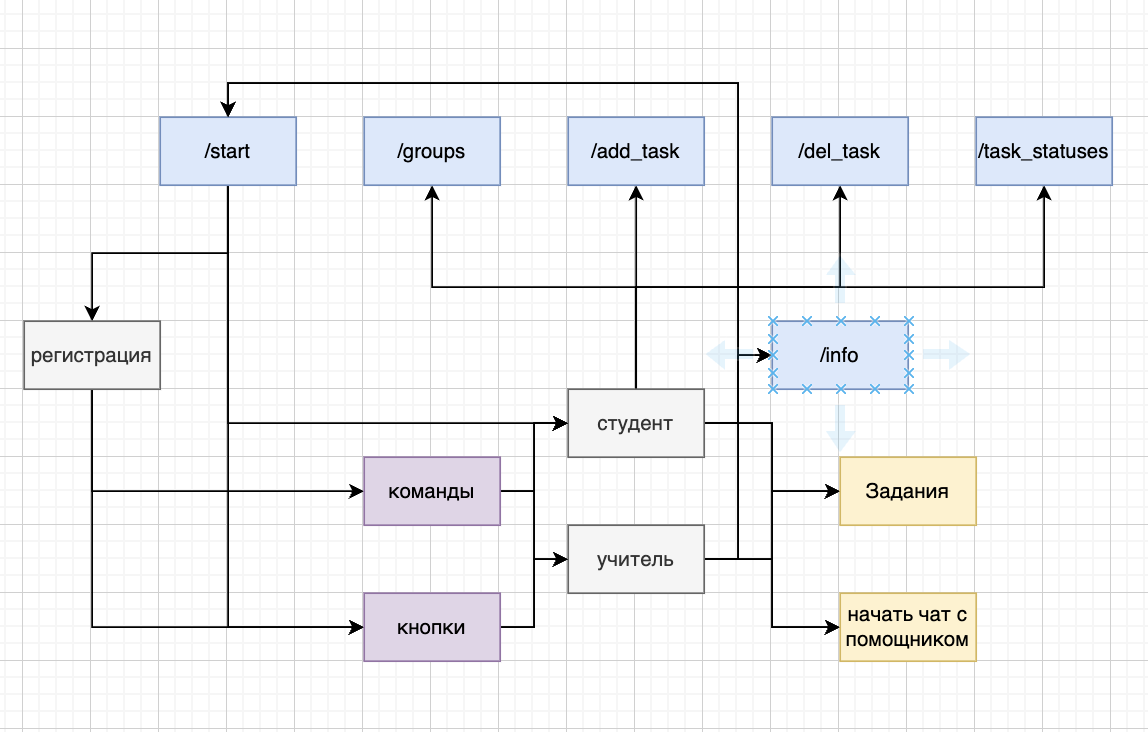 /start
/groups
/add_task
/del_task
/task_statuses
регистрация
/info
студент
команды
Задания
учитель
кнопки
начать чат с
помощником